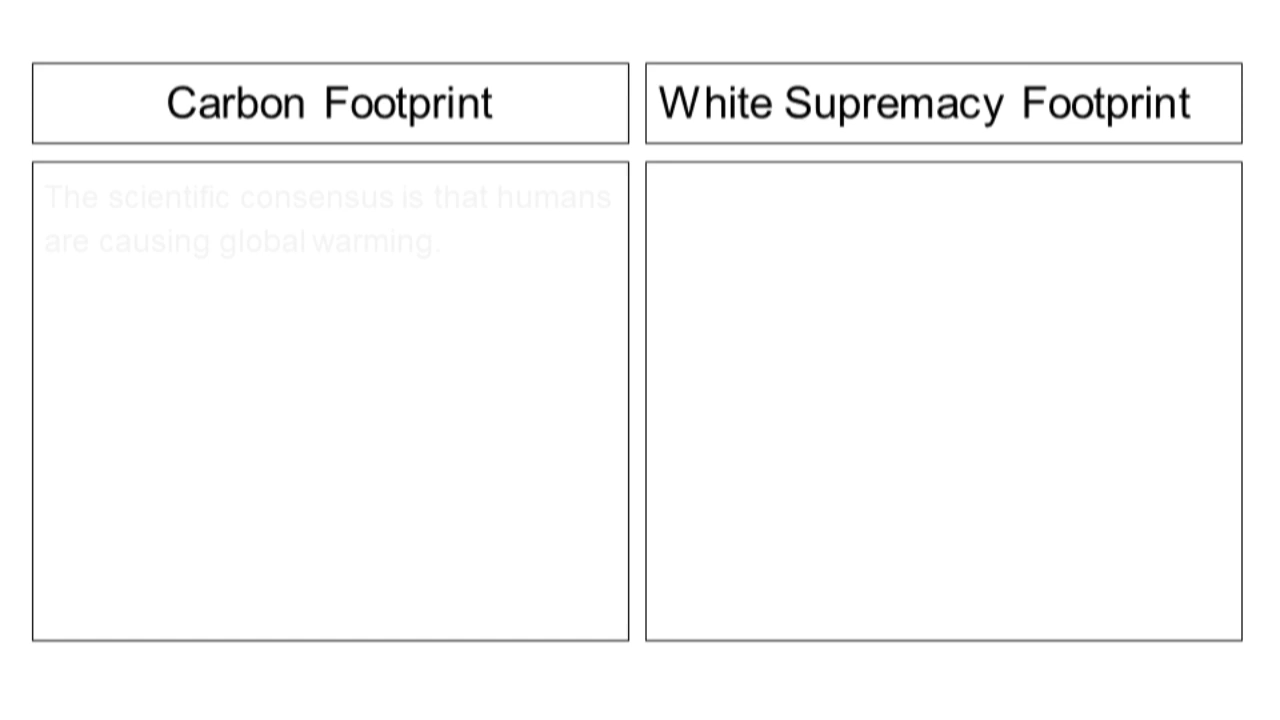 Carbon Footprint
White Supremacy Footprint
The scientific consensus is that humans
are causing global warming.